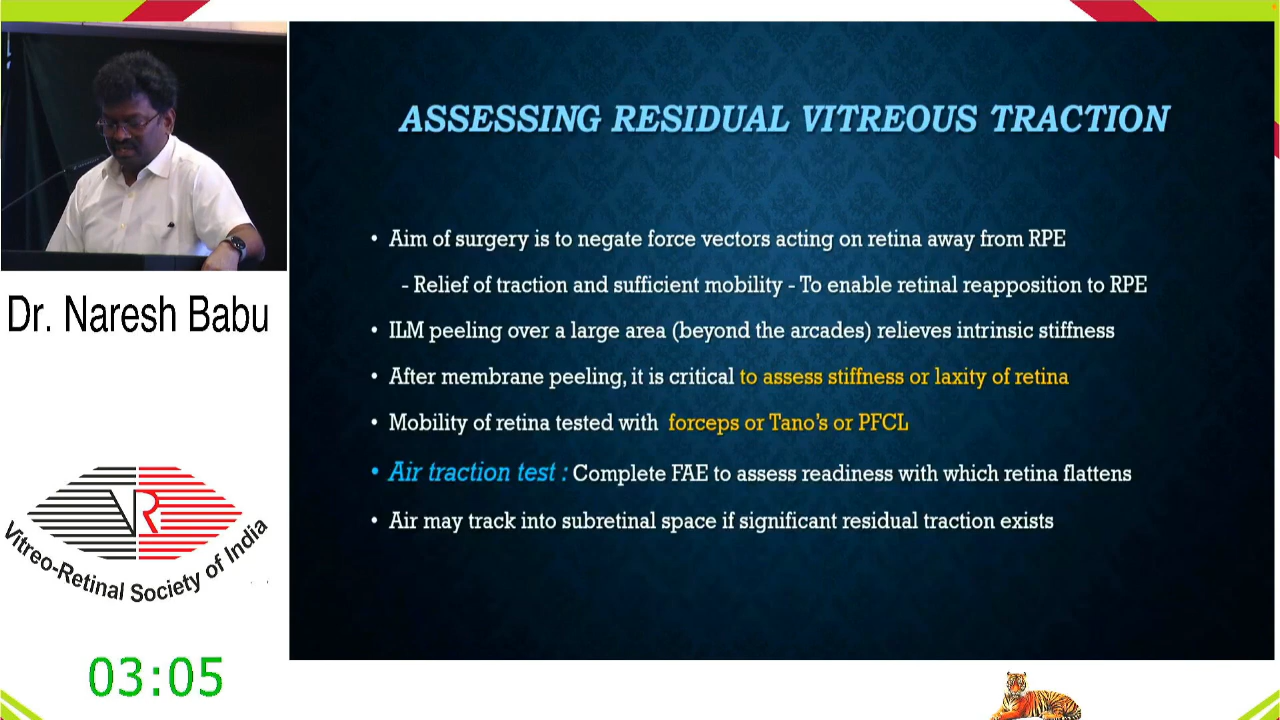 ASSESSING RESIDUAL VITREOUS TRACTION
• Aim of surgery is to negate force vectors acting on retina away from RPE
- Relief of traction and sufficient mobility - To enable retinal reapposition to RPE
• ILM peeling over a large area (beyond the arcades) relieves intrinsic stiffness
• After membrane peeling, it is critical to assess stiffness or laxity of retina
• Mobility of retina tested with forceps or Tano's or PFCL
• Air traction test : Complete FAE to assess readiness with which retina flattens
• Air may track into subretinal space if significant residual traction exists
Dr. Naresh Babu
VR
Vitreo-Retinal Society of India
03:05